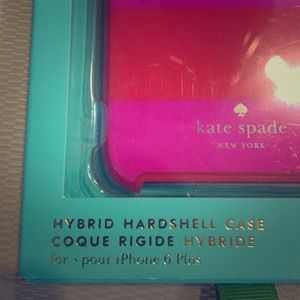 kate spade
NEW YORK
HYBRID HARDSHELL CASE
COQUE RIGIDE HYBRIDE
for • pour iPhone 6 Plus